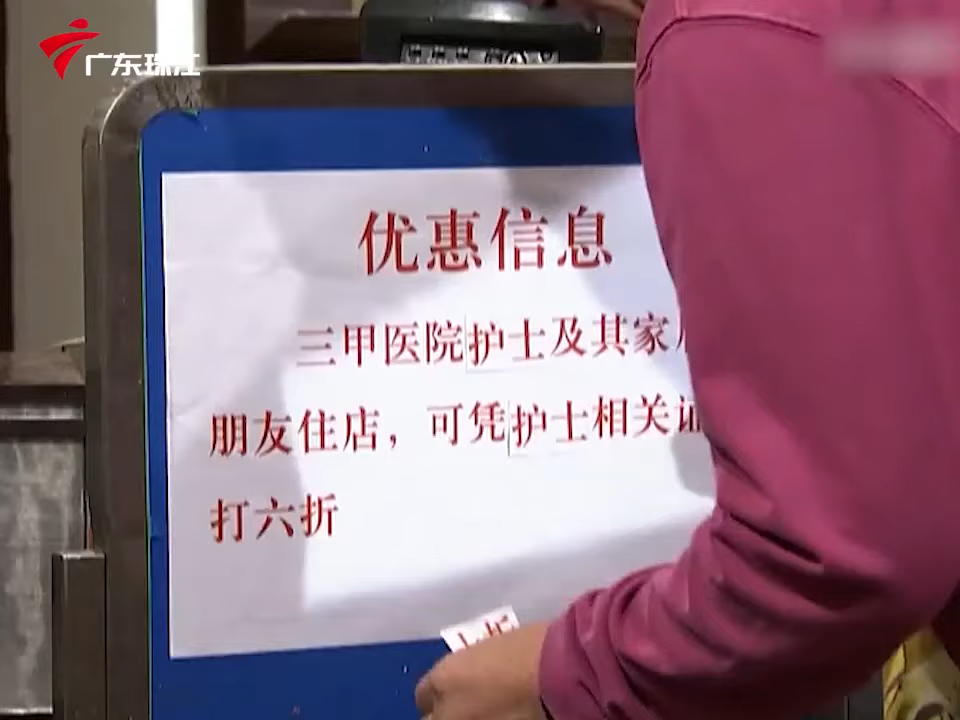 广东珠江
优惠信息
三甲医院护士及其家
朋友住店，可凭护士相关证
打六折